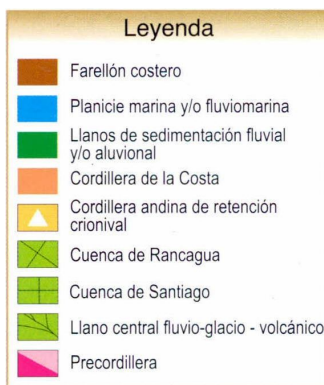 Leyenda
Farellón costero
Planicie marina y/o fluviomarina
Llanos de sedimentación fluvial
y/o aluvional
Cordillera de la Costa
Cordillera andina de retención
crionival
Cuenca de Rancagua
Cuenca de Santiago
Llano central fluvio-glacio - volcánico
Precordillera